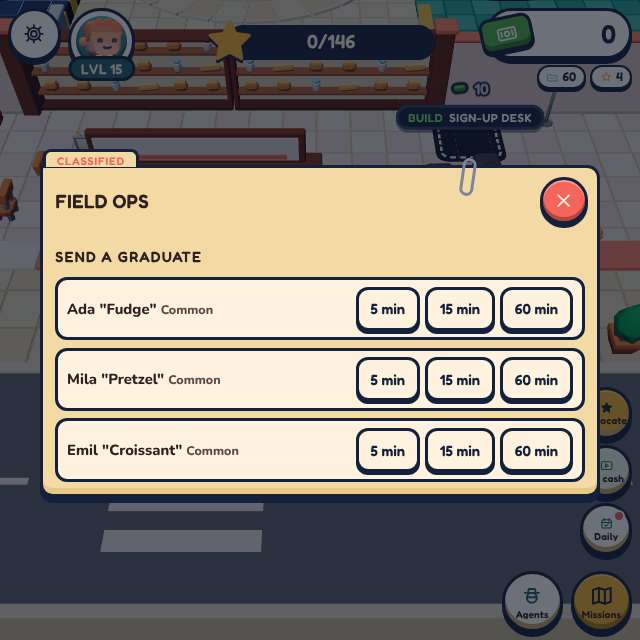 LVL 15
0/146
0
60
4
10
BUILD SIGN-UP DESK
CLASSIFIED
FIELD OPS
SEND A GRADUATE
Ada "Fudge" Common 5 min 15 min 60 min
Mila "Pretzel" Common 5 min 15 min 60 min
Emil "Croissant" Common 5 min 15 min 60 min
cash
Daily
Agents
Missions